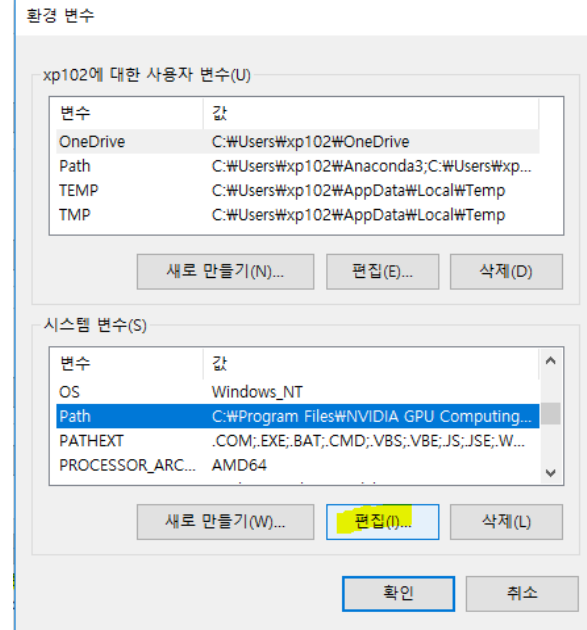 환경 변수
xp102에 대한 사용자 변수(U)
변수 값
OneDrive C:₩Users₩xp102₩OneDrive
Path C:₩Users₩xp102₩Anaconda3;C:₩Users₩xp...
TEMP C:₩Users₩xp102₩AppData₩Local₩Temp
TMP C:₩Users₩xp102₩AppData₩Local₩Temp
새로 만들기(N)... 편집(E)... 삭제(D)
시스템 변수(S)
변수 값
OS Windows_NT
Path C:₩Program Files₩NVIDIA GPU Computing...
PATHEXT .COM;.EXE;.BAT;.CMD;.VBS;.VBE;.JS;.JSE;.W...
PROCESSOR_ARC... AMD64
새로 만들기(W)... 편집(I)... 삭제(L)
확인 취소